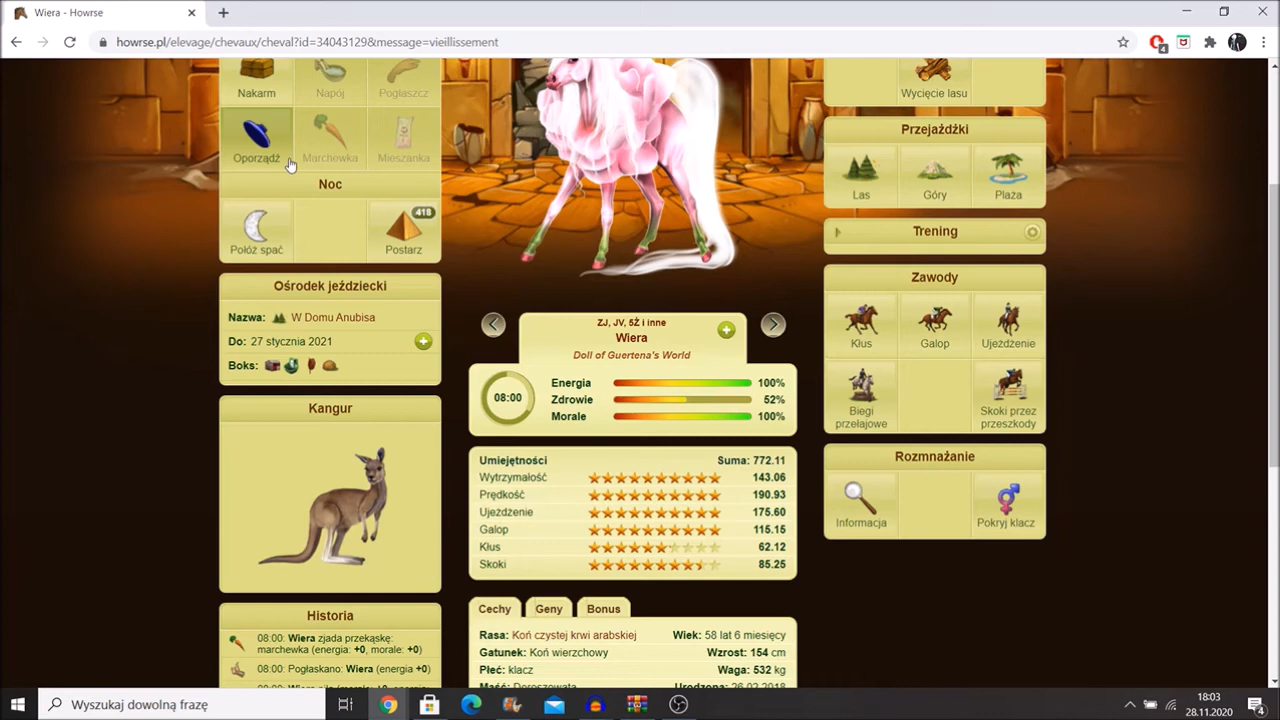 Wiera - Howrse
howrse.pl/elevage/chevaux/cheval?id=34043129&message=vieillissement
4
Nakarm
Napój
Pogłaszcz
Oporządź
Marchewka
Mieszanka
Noc
418
Połóż spać
Postarz
Ośrodek jeździecki
Nazwa: W Domu Anubisa
Do: 27 stycznia 2021
Boks:
Kangur
Historia
08:00: Wiera zjada przekąskę:
marchewka (energia: +0, morale: +0)
08:00: Pogłaskano: Wiera (energia +0)
ZJ, JV, 5Ż i inne
Wiera
Doll of Guertena's World
08:00
Energia 100%
Zdrowie 52%
Morale 100%
Umiejętności Suma: 772.11
Wytrzymałość 143.06
Prędkość 190.93
Ujeżdżenie 175.60
Galop 115.15
Kłus 62.12
Skoki 85.25
Cechy Geny Bonus
Rasa: Koń czystej krwi arabskiej Wiek: 58 lat 6 miesięcy
Gatunek: Koń wierzchowy Wzrost: 154 cm
Płeć: klacz Waga: 532 kg
Wycięcie lasu
Przejażdżki
Las
Góry
Plaża
Trening
Zawody
Kłus
Galop
Ujeżdżenie
Biegi
przełajowe
Skoki przez
przeszkody
Rozmnażanie
Informacja
Pokryj klacz
Wyszukaj dowolną frazę
18:03
28.11.2020
4